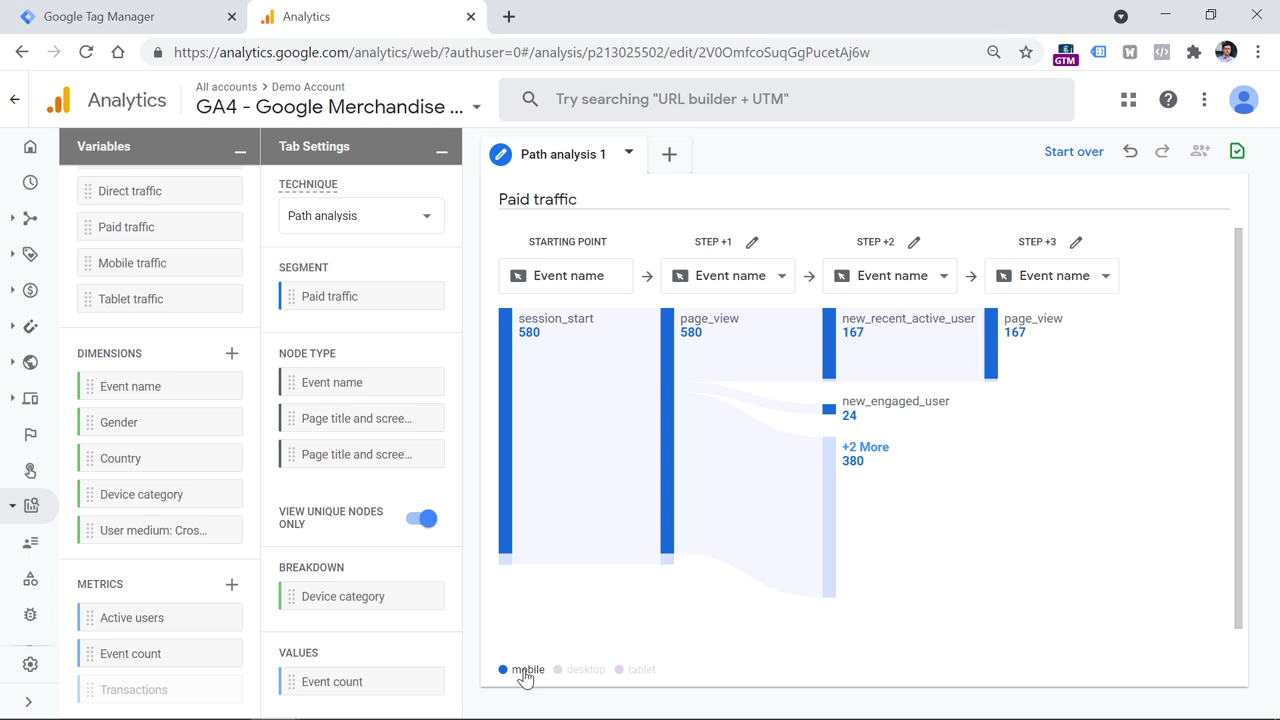 Google Tag Manager
Analytics
https://analytics.google.com/analytics/web/?authuser=0#/analysis/p213025502/edit/2V0OmfcoSuqGgPucetAj6w
GTM
Analytics
All accounts > Demo Account
GA4 - Google Merchandise ...
Try searching "URL builder + UTM"
Variables
Direct traffic
Paid traffic
Mobile traffic
Tablet traffic
DIMENSIONS
Event name
Gender
Country
Device category
User medium: Cros...
METRICS
Active users
Event count
Transactions
Tab Settings
TECHNIQUE
Path analysis
SEGMENT
Paid traffic
NODE TYPE
Event name
Page title and scree...
Page title and scree...
VIEW UNIQUE NODES
ONLY
BREAKDOWN
Device category
VALUES
Event count
Path analysis 1
Start over
Paid traffic
STARTING POINT
STEP +1
STEP +2
STEP +3
Event name
Event name
Event name
Event name
session_start
580
page_view
580
new_recent_active_user
167
page_view
167
new_engaged_user
24
+2 More
380
mobile
desktop
tablet